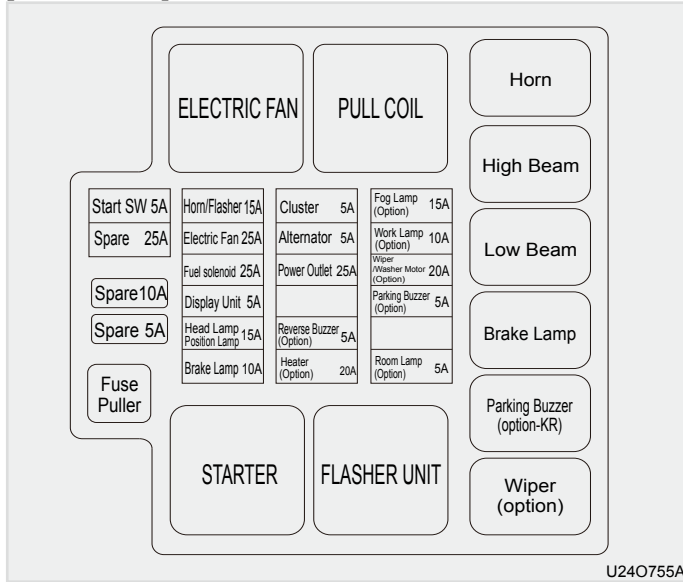 ELECTRIC FAN
PULL COIL
Horn
High Beam
Low Beam
Brake Lamp
Parking Buzzer
(option-KR)
Wiper
(option)
Start SW 5A
Spare 25A
Spare10A
Spare 5A
Fuse
Puller
Horn/Flasher 15A
Electric Fan 25A
Fuel solenoid 25A
Display Unit 5A
Head Lamp
Position Lamp 15A
Brake Lamp 10A
Cluster 5A
Alternator 5A
Power Outlet 25A
Reverse Buzzer
(Option) 5A
Heater
(Option) 20A
Fog Lamp
(Option) 15A
Work Lamp
(Option) 10A
Wiper
/Washer Motor 20A
(Option)
Parking Buzzer
(Option) 5A
Room Lamp
(Option) 5A
STARTER
FLASHER UNIT
U24O755A